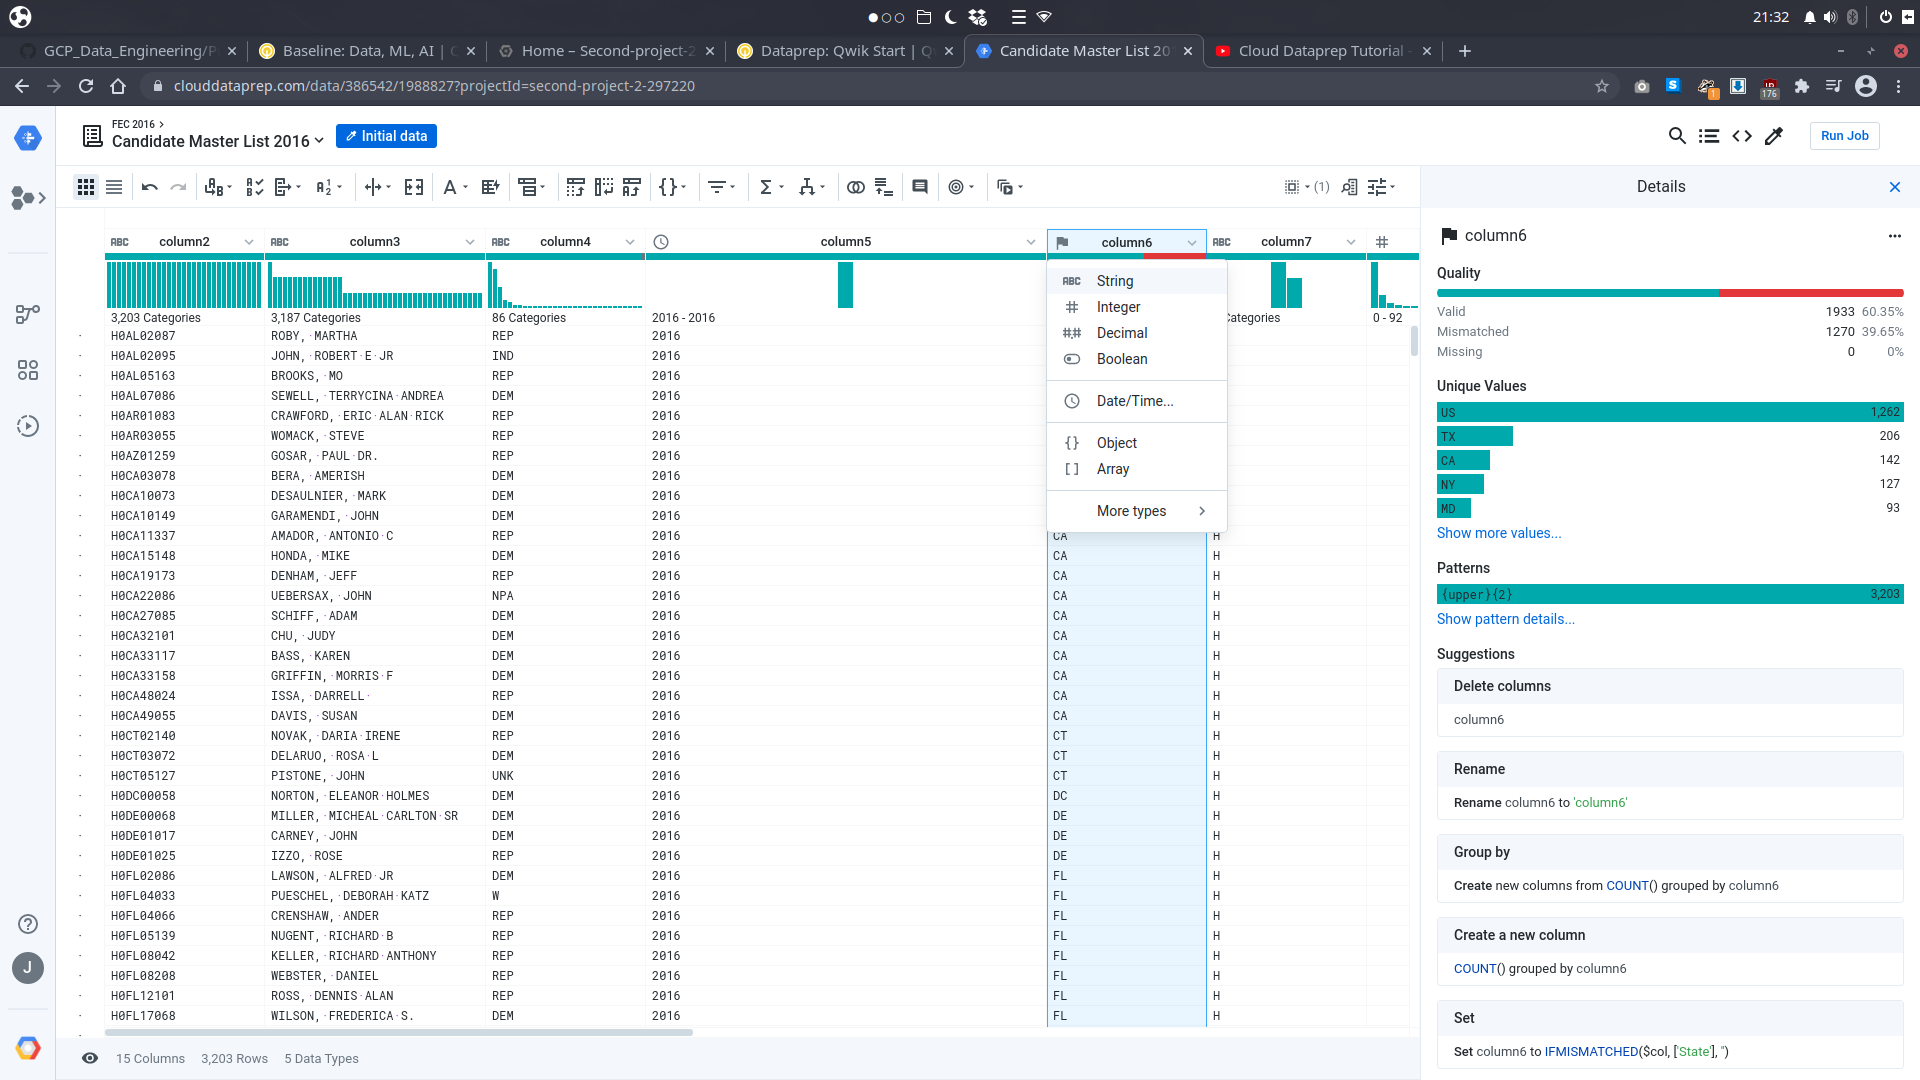 21:32
GCP_Data_Engineering/P
Baseline: Data, ML, AI |
Home – Second-project-2
Dataprep: Qwik Start |
Candidate Master List 20
Cloud Dataprep Tutorial
clouddataprep.com/data/386542/1988827?projectId=second-project-2-297220
1
176
FEC 2016
Candidate Master List 2016
Initial data
Run Job
(1)
Details
ABC column2
ABC column3
ABC column4
column5
column6
ABC column7
#
3,203 Categories
3,187 Categories
86 Categories
2016 - 2016
Categories
0 - 92
ABC String
# Integer
##.## Decimal
Boolean
Date/Time...
{} Object
[] Array
More types
H0AL02087 ROBY, MARTHA REP 2016
H0AL02095 JOHN, ROBERT E JR IND 2016
H0AL05163 BROOKS, MO REP 2016
H0AL07086 SEWELL, TERRYCINA ANDREA DEM 2016
H0AR01083 CRAWFORD, ERIC ALAN RICK REP 2016
H0AR03055 WOMACK, STEVE REP 2016
H0AZ01259 GOSAR, PAUL DR. REP 2016
H0CA03078 BERA, AMERISH DEM 2016
H0CA10073 DESAULNIER, MARK DEM 2016
H0CA10149 GARAMENDI, JOHN DEM 2016
H0CA11337 AMADOR, ANTONIO C REP 2016 CA H
H0CA15148 HONDA, MIKE DEM 2016 CA H
H0CA19173 DENHAM, JEFF REP 2016 CA H
H0CA22086 UEBERSAX, JOHN NPA 2016 CA H
H0CA27085 SCHIFF, ADAM DEM 2016 CA H
H0CA32101 CHU, JUDY DEM 2016 CA H
H0CA33117 BASS, KAREN DEM 2016 CA H
H0CA33158 GRIFFIN, MORRIS F DEM 2016 CA H
H0CA48024 ISSA, DARRELL REP 2016 CA H
H0CA49055 DAVIS, SUSAN DEM 2016 CA H
H0CT02140 NOVAK, DARIA IRENE REP 2016 CT H
H0CT03072 DELARUO, ROSA L DEM 2016 CT H
H0CT05127 PISTONE, JOHN UNK 2016 CT H
H0DC00058 NORTON, ELEANOR HOLMES DEM 2016 DC H
H0DE00068 MILLER, MICHEAL CARLTON SR DEM 2016 DE H
H0DE01017 CARNEY, JOHN DEM 2016 DE H
H0DE01025 IZZO, ROSE REP 2016 DE H
H0FL02086 LAWSON, ALFRED JR DEM 2016 FL H
H0FL04033 PUESCHEL, DEBORAH KATZ W 2016 FL H
H0FL04066 CRENSHAW, ANDER REP 2016 FL H
H0FL05139 NUGENT, RICHARD B REP 2016 FL H
H0FL08042 KELLER, RICHARD ANTHONY REP 2016 FL H
H0FL08208 WEBSTER, DANIEL REP 2016 FL H
H0FL12101 ROSS, DENNIS ALAN REP 2016 FL H
H0FL17068 WILSON, FREDERICA S. DEM 2016 FL H
J
15 Columns 3,203 Rows 5 Data Types
column6
Quality
Valid 1933 60.35%
Mismatched 1270 39.65%
Missing 0 0%
Unique Values
US 1,262
TX 206
CA 142
NY 127
MD 93
Show more values...
Patterns
{upper}{2} 3,203
Show pattern details...
Suggestions
Delete columns
column6
Rename
Rename column6 to 'column6'
Group by
Create new columns from COUNT() grouped by column6
Create a new column
COUNT() grouped by column6
Set
Set column6 to IFMISMATCHED($col, ['State'], '')